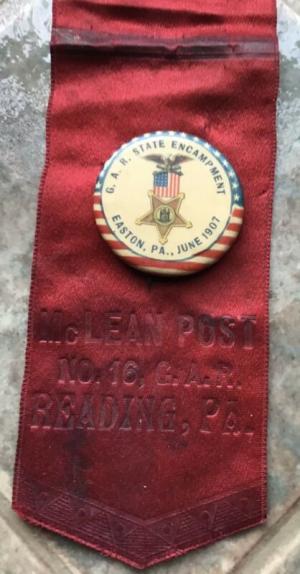 G. A. R. STATE ENCAMPMENT
EASTON, PA., JUNE 1907
McLEAN POST
NO. 16, G. A. R.
READING, PA.